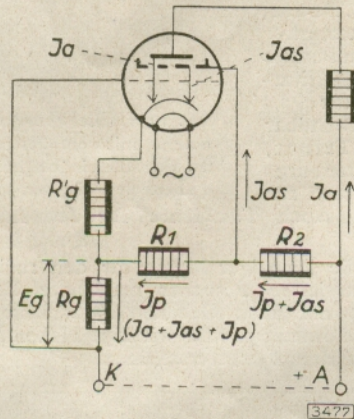 Ja
Jas
R'g
Jas
Ja
R1
R2
Eg
Rg
Jp
Jp+Jas
(Ja+Jas+Jp)
K
+
A
3477